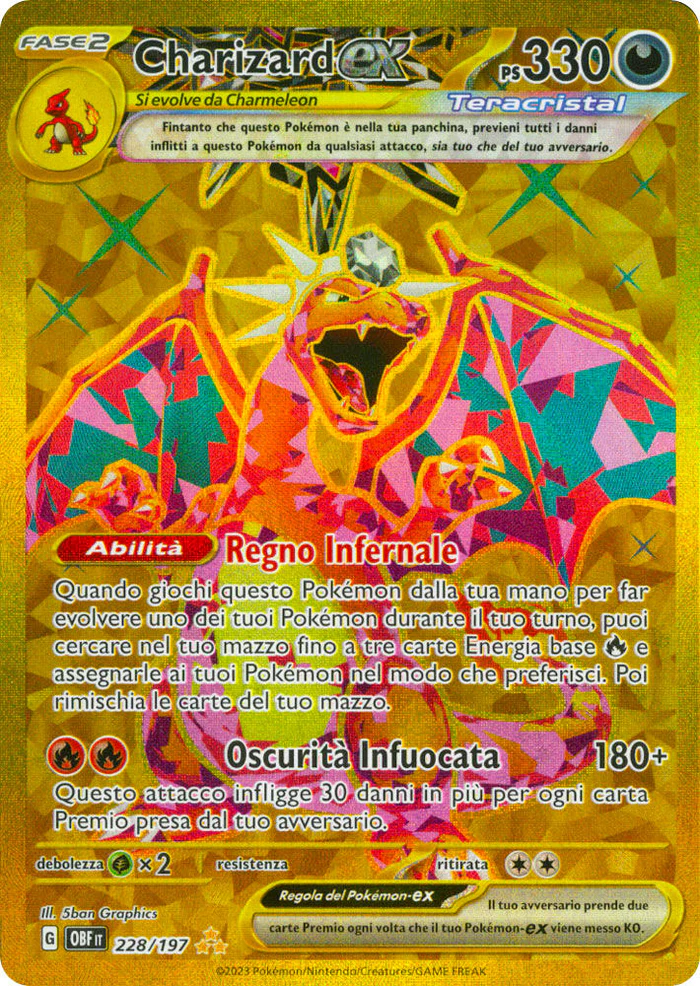 FASE 2
Charizard ex
PS 330
Si evolve da Charmeleon
Teracristal
Fintanto che questo Pokémon è nella tua panchina, previeni tutti i danni
inflitti a questo Pokémon da qualsiasi attacco, sia tuo che del tuo avversario.
Abilità Regno Infernale
Quando giochi questo Pokémon dalla tua mano per far
evolvere uno dei tuoi Pokémon durante il tuo turno, puoi
cercare nel tuo mazzo fino a tre carte Energia base e
assegnarle ai tuoi Pokémon nel modo che preferisci. Poi
rimischia le carte del tuo mazzo.
Oscurità Infuocata 180+
Questo attacco infligge 30 danni in più per ogni carta
Premio presa dal tuo avversario.
debolezza ×2 resistenza ritirata
Regola del Pokémon-ex
Il tuo avversario prende due
carte Premio ogni volta che il tuo Pokémon-ex viene messo KO.
Ill. 5ban Graphics
G OBF IT 228/197
©2023 Pokémon/Nintendo/Creatures/GAME FREAK